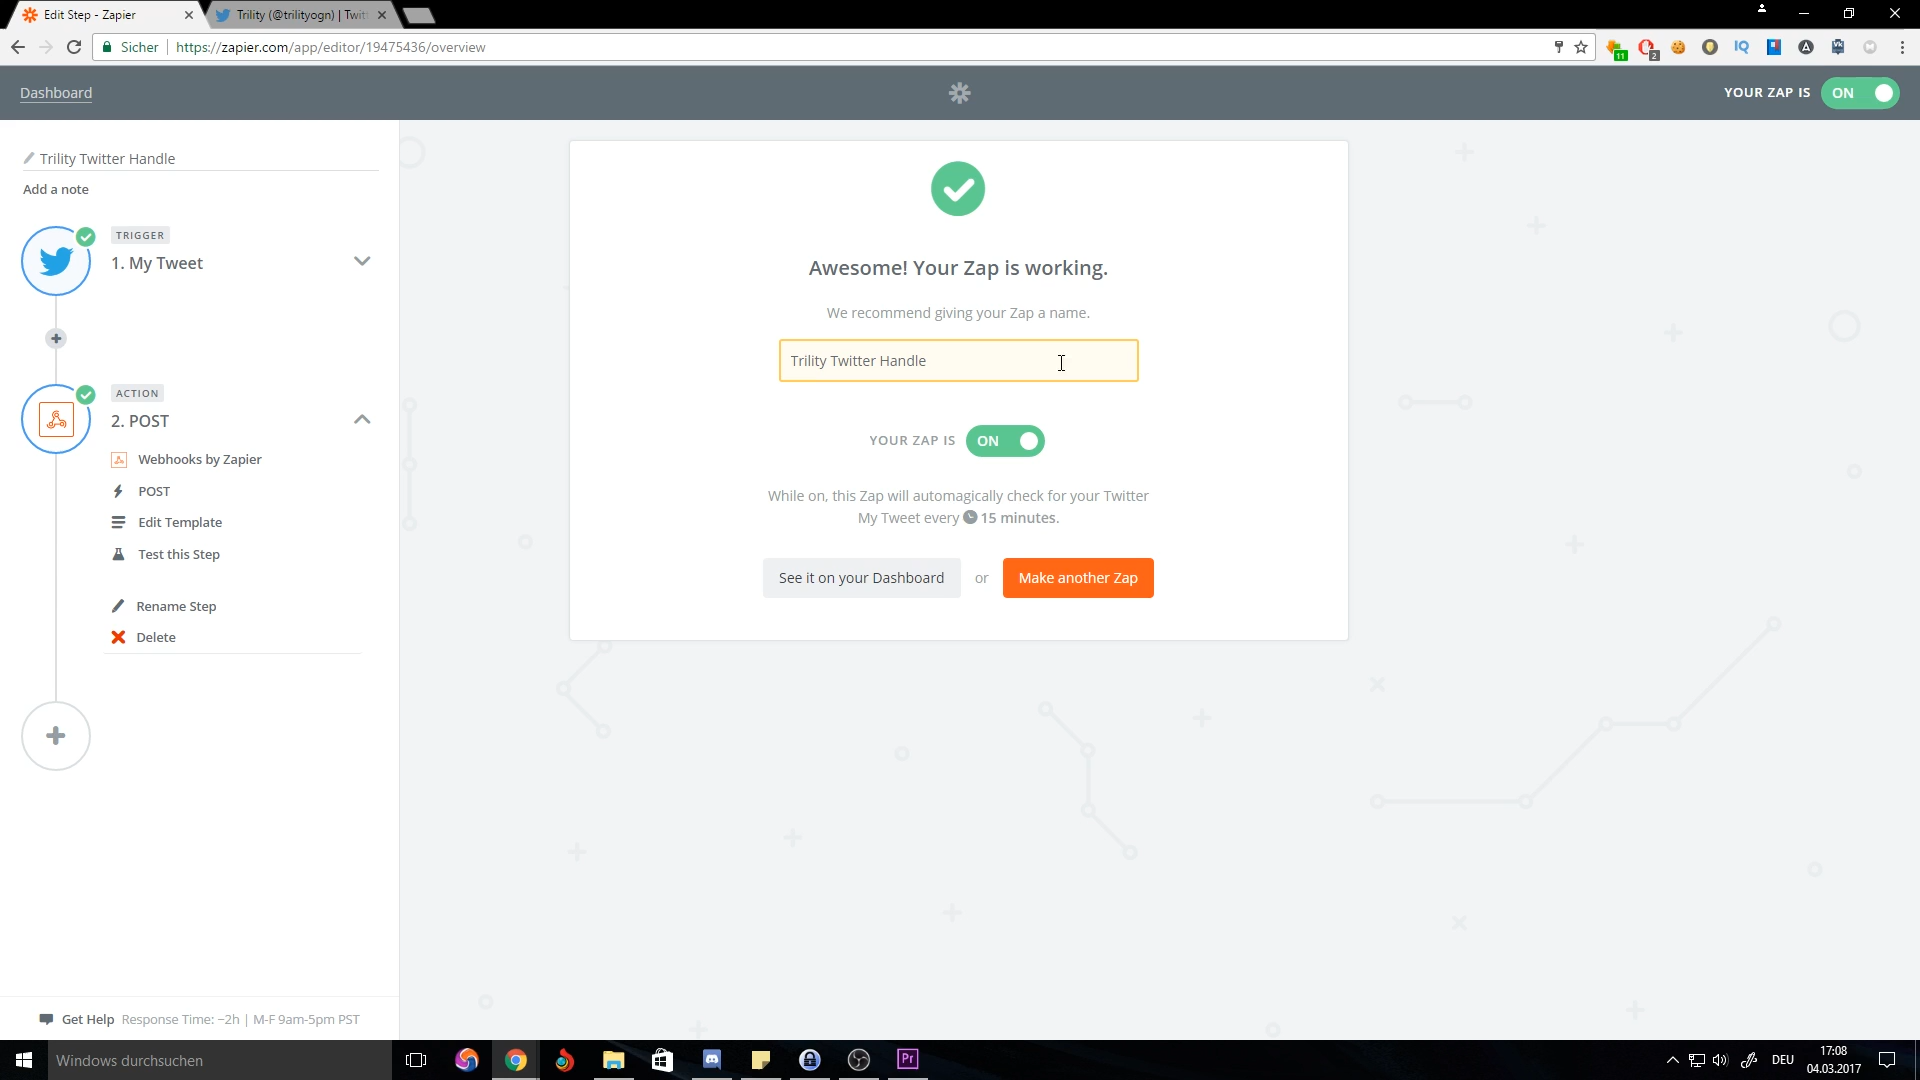 Edit Step - Zapier
Trility (@trilityogn) | Twit
Sicher
https://zapier.com/app/editor/19475436/overview
11
2
IQ
Dashboard
YOUR ZAP IS ON
Trility Twitter Handle
Add a note
TRIGGER
1. My Tweet
ACTION
2. POST
Webhooks by Zapier
POST
Edit Template
Test this Step
Rename Step
Delete
Awesome! Your Zap is working.
We recommend giving your Zap a name.
Trility Twitter Handle
YOUR ZAP IS ON
While on, this Zap will automagically check for your Twitter
My Tweet every 15 minutes.
See it on your Dashboard or Make another Zap
Get Help Response Time: ~2h | M-F 9am-5pm PST
Windows durchsuchen
Pr
DEU
17:08
04.03.2017